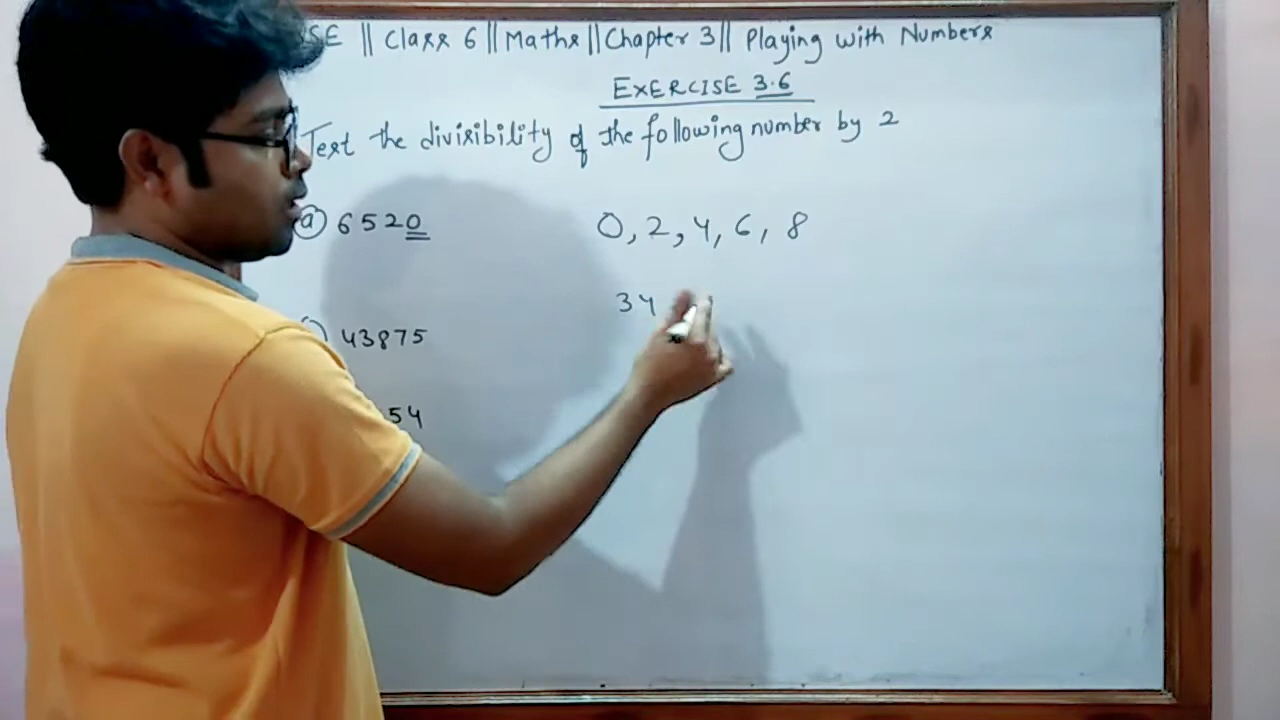 SE || Class 6 || Maths || Chapter 3 || Playing with Numbers
EXERCISE 3.6
Test the divisibility of the following number by 2
(a) 6520
0, 2, 4, 6, 8
34
43875
54